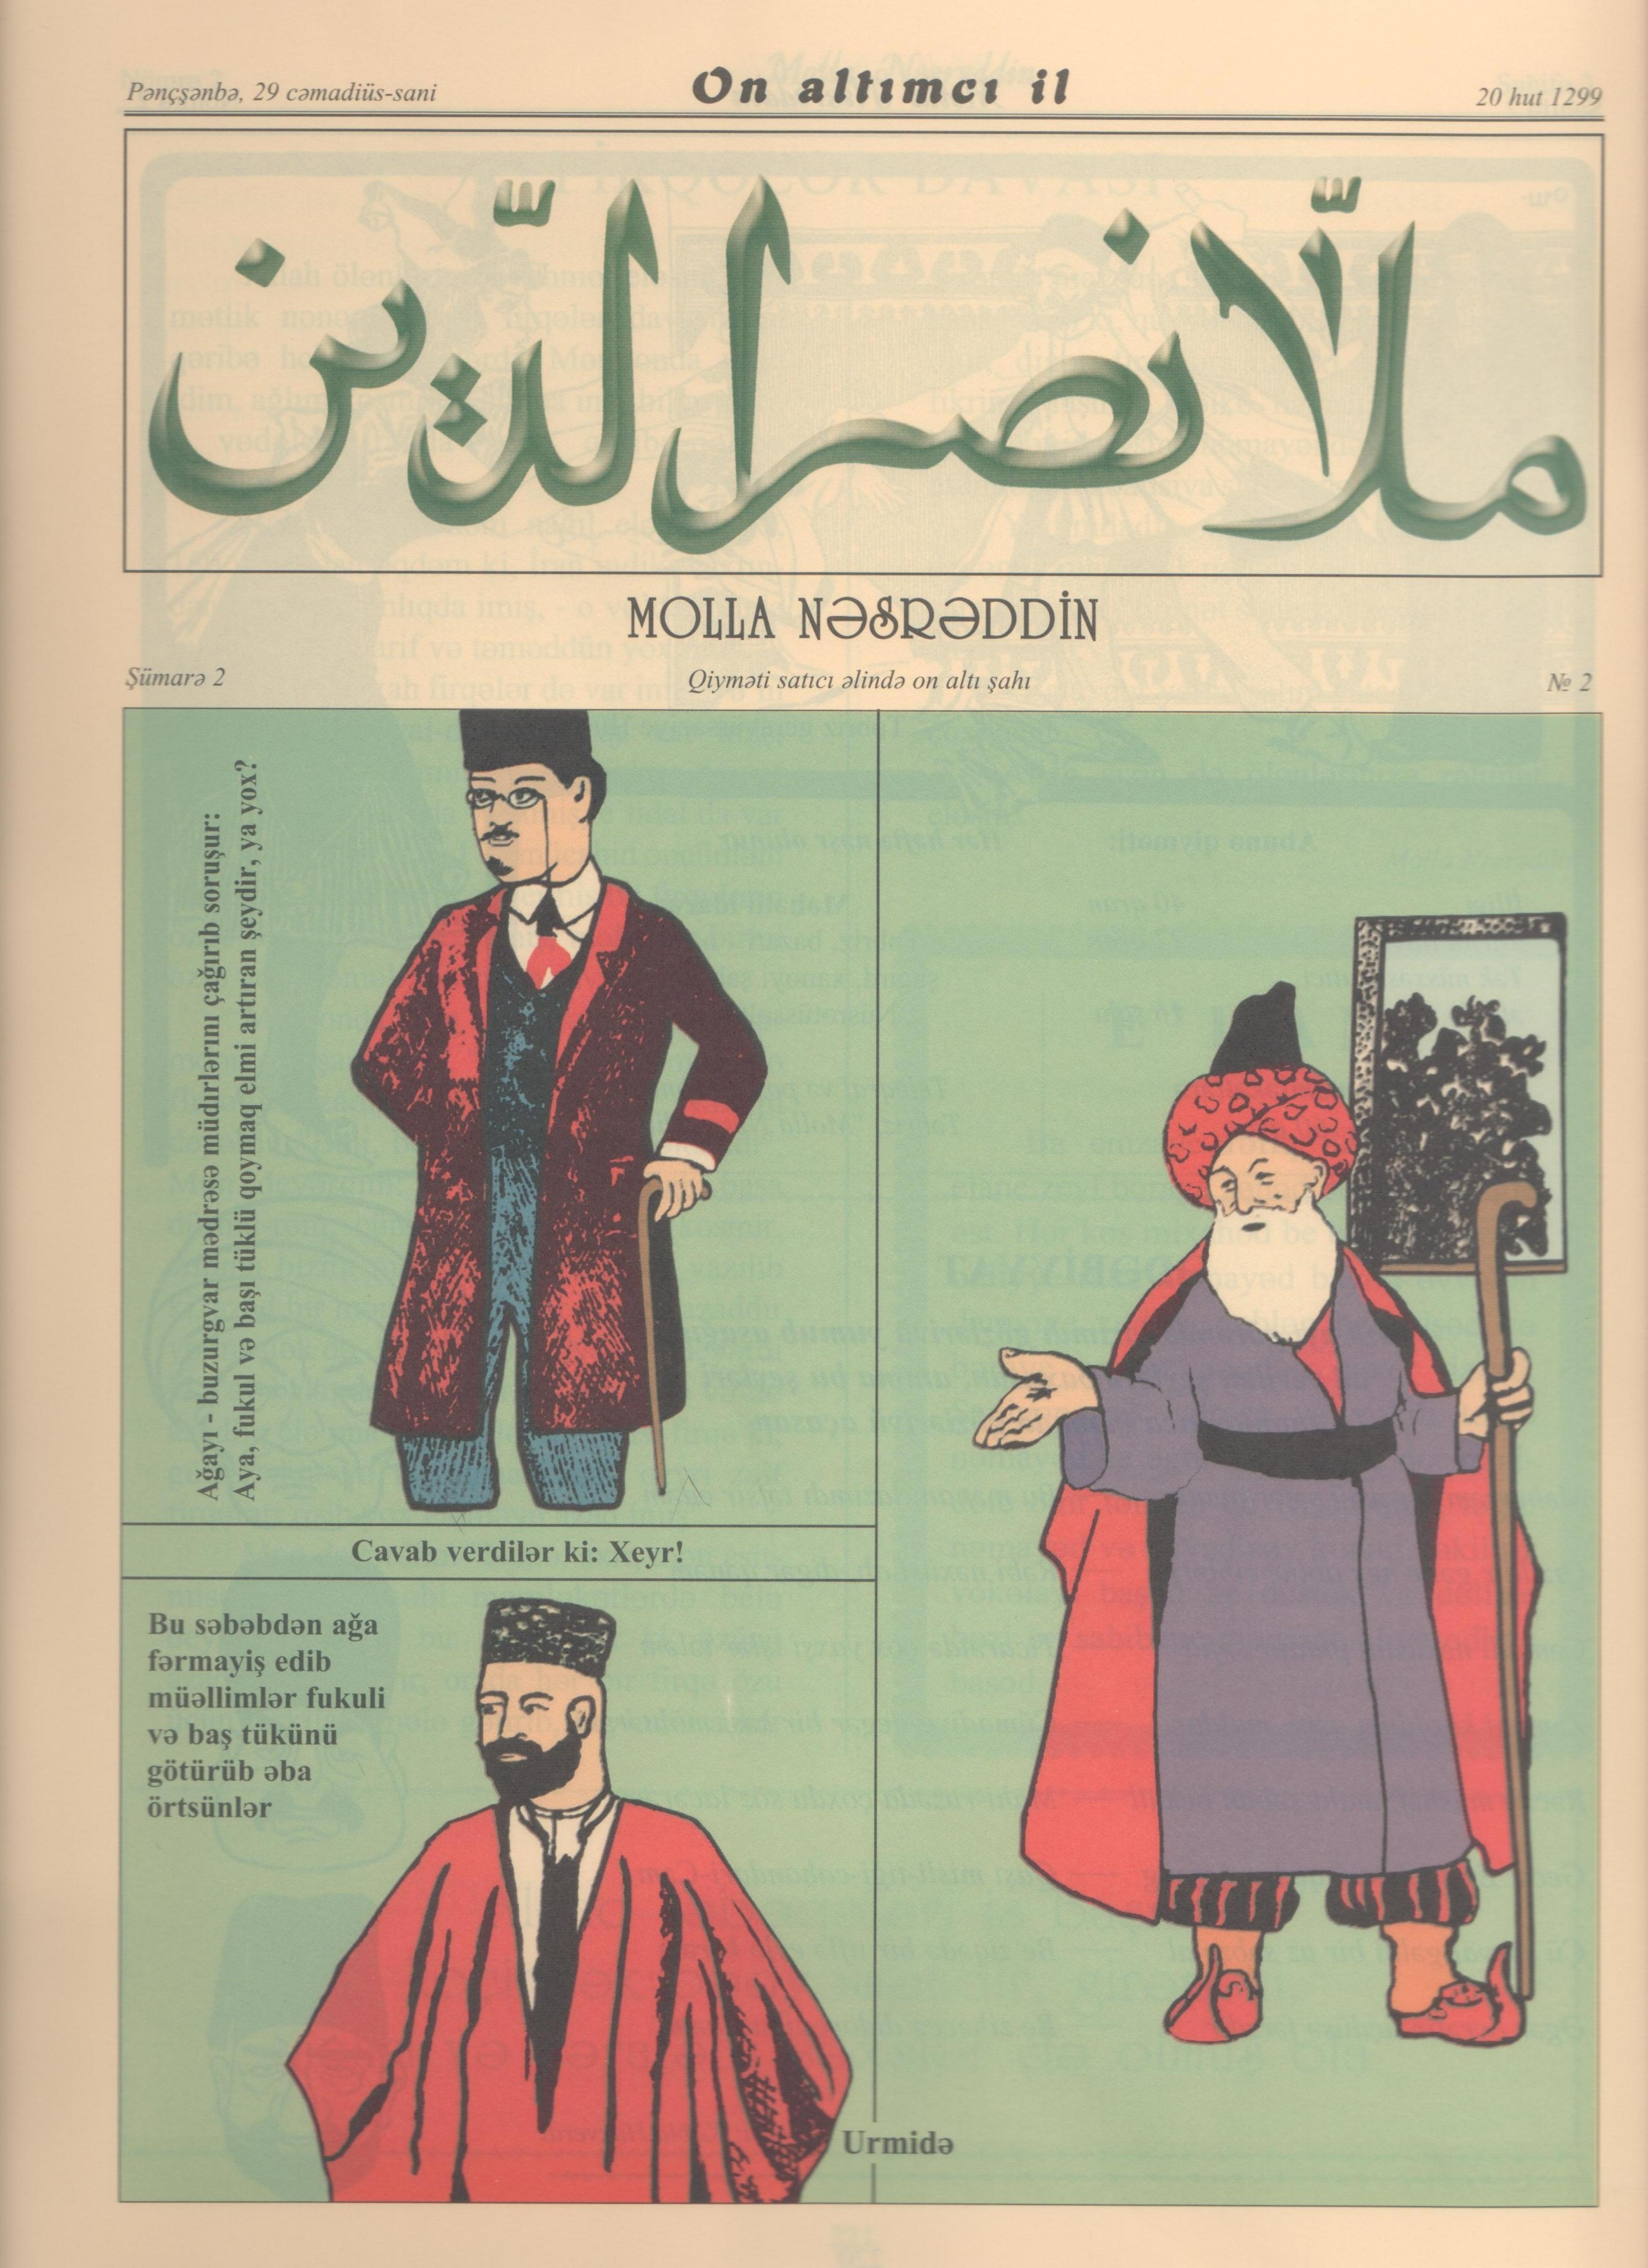 Pənçşənbə, 29 cəmadiüs-sani
On altımcı il
20 hut 1299
ملّا نصرالدّین
MOLLA NƏSRƏDDİN
Şümarə 2
Qiyməti satıcı əlində on altı şahı
№ 2
Ağayı - buzurgvar mədrəsə müdirlərini çağırıb soruşur:
Aya, fukul və başı tüklü qoymaq elmi artıran şeydir, ya yox?
Cavab verdilər ki: Xeyr!
Bu səbəbdən ağa
fərmayiş edib
müəllimlər fukuli
və baş tükünü
götürüb əba
örtsünlər
Urmidə